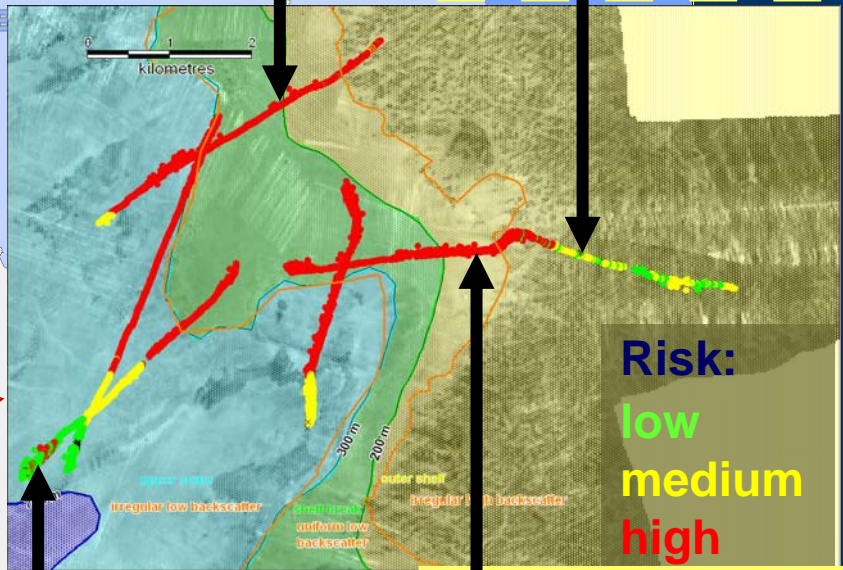 0 1 2
kilometres
Risk:
low
medium
high
300 m
200 m
outer shelf
irregular low backscatter
irregular high backscatter
shelf break
uniform low
backscatter